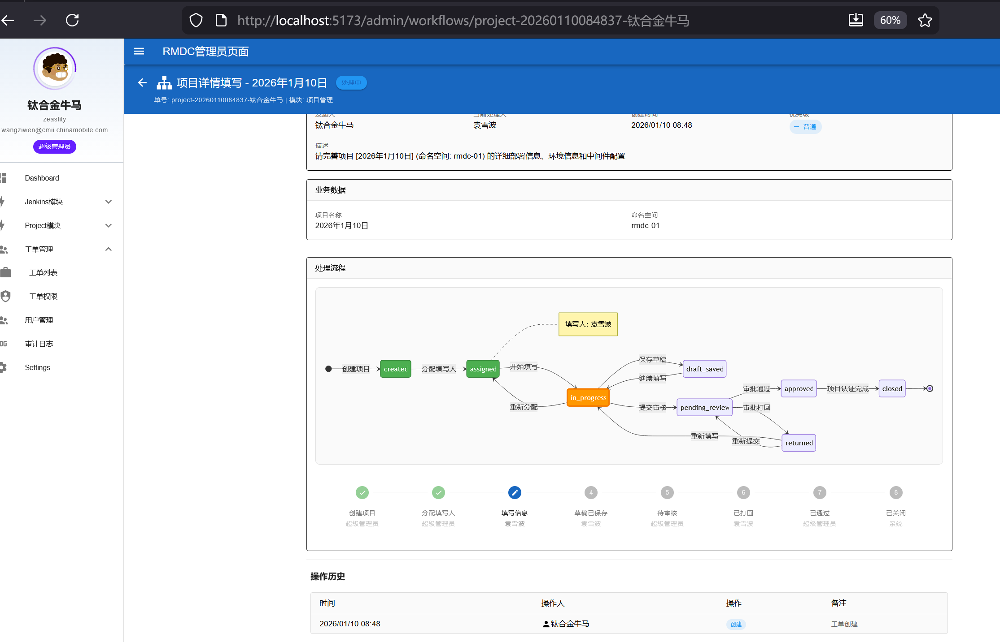 http://localhost:5173/admin/workflows/project-20260110084837-钛合金牛马
60%
钛合金牛马
zeaslity
wangziwen@cmii.chinamobile.com
超级管理员
Dashboard
Jenkins模块
Project模块
工单管理
工单列表
工单权限
用户管理
审计日志
Settings
RMDC管理员页面
项目详情填写 - 2026年1月10日
处理中
单号: project-20260110084837-钛合金牛马 | 模块: 项目管理
发起人 当前处理人 创建时间 优先级
钛合金牛马 袁雪波 2026/01/10 08:48 普通
描述
请完善项目 [2026年1月10日] (命名空间: rmdc-01) 的详细部署信息、环境信息和中间件配置
业务数据
项目名称 命名空间
2026年1月10日 rmdc-01
处理流程
填写人: 袁雪波
创建项目
created
分配填写人
assigned
开始填写
重新分配
in_progress
保存草稿
继续填写
draft_saved
提交审核
pending_review
审批通过
审批打回
approved
项目认证完成
closed
重新填写
重新提交
returned
4 5 6 7 8
创建项目 分配填写人 填写信息 草稿已保存 待审核 已打回 已通过 已关闭
超级管理员 超级管理员 袁雪波 袁雪波 超级管理员 袁雪波 超级管理员 系统
操作历史
时间 操作人 操作 备注
2026/01/10 08:48 钛合金牛马 创建 工单创建